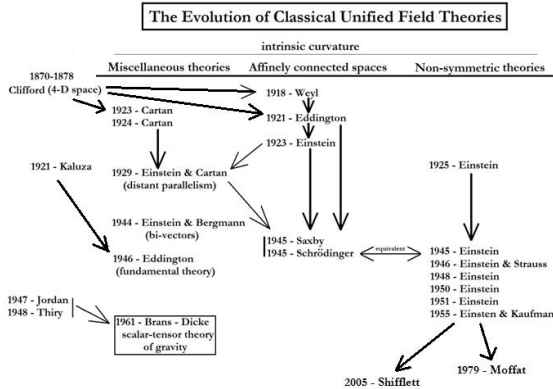 The Evolution of Classical Unified Field Theories
intrinsic curvature
Miscellaneous theories
Affinely connected spaces
Non-symmetric theories
1870-1878
Clifford (4-D space)
1918 - Weyl
1923 - Cartan
1924 - Cartan
1921 - Eddington
1923 - Einstein
1921 - Kaluza
1929 - Einstein & Cartan
(distant parallelism)
1925 - Einstein
1944 - Einstein & Bergmann
(bi-vectors)
1945 - Saxby
1945 - Schrödinger
equivalent
1945 - Einstein
1946 - Einstein & Strauss
1948 - Einstein
1950 - Einstein
1951 - Einstein
1955 - Einsten & Kaufman
1946 - Eddington
(fundamental theory)
1947 - Jordan
1948 - Thiry
1961 - Brans - Dicke
scalar-tensor theory
of gravity
1979 - Moffat
2005 - Shifflett